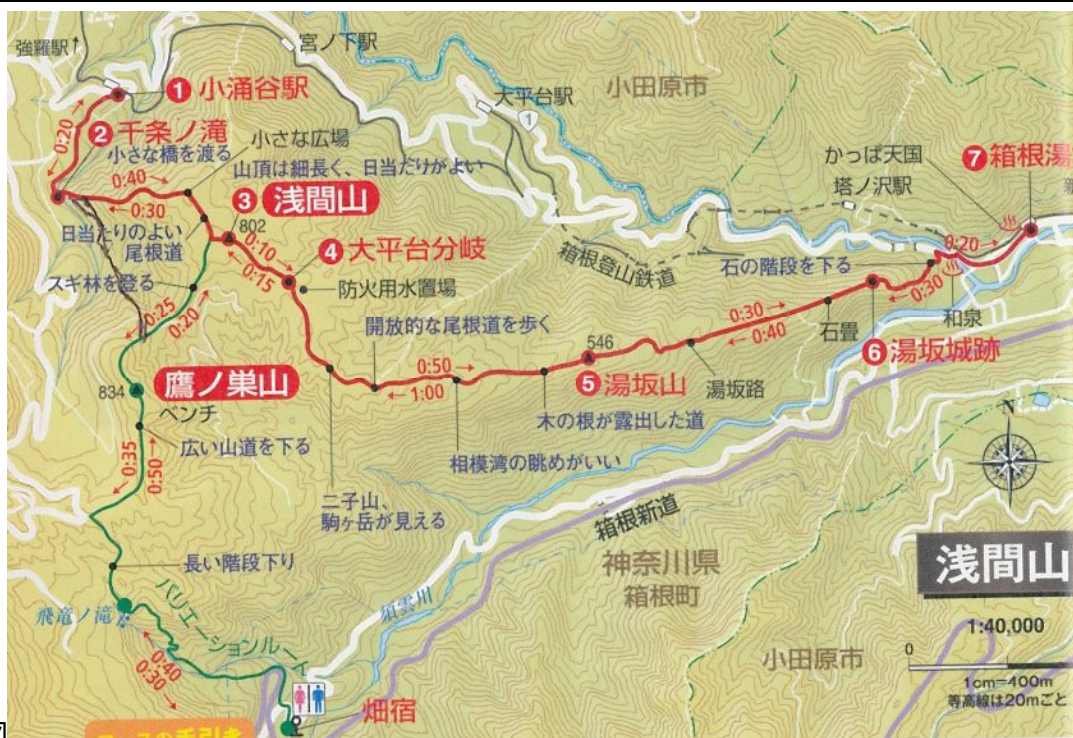 強羅駅↑
宮ノ下駅
小田原市
大平台駅
1
❶ 小涌谷駅
0:20
❷ 千条ノ滝
小さな橋を渡る
小さな広場
山頂は細長く、日当たりがよい
かっぱ天国
塔ノ沢駅
❼ 箱根湯
0:40
← 0:30
❸ 浅間山
802
日当たりのよい
尾根道
0:10
0:15
❹ 大平台分岐
箱根登山鉄道
石の階段を下る
0:20
0:30
スギ林を登る
防火用水置場
0:25
0:20
開放的な尾根道を歩く
0:30 →
← 0:40
石畳
和泉
❻ 湯坂城跡
546
❺ 湯坂山
湯坂路
0:50 →
← 1:00
834
鷹ノ巣山
ベンチ
広い山道を下る
木の根が露出した道
相模湾の眺めがいい
N
← 0:35
0:50 →
二子山、
駒ヶ岳が見える
箱根新道
神奈川県
箱根町
浅間山
長い階段下り
飛竜ノ滝
バリエーションルート
須雲川
1:40,000
0
小田原市
1cm=400m
等高線は20mごと
0:40
0:30
畑宿